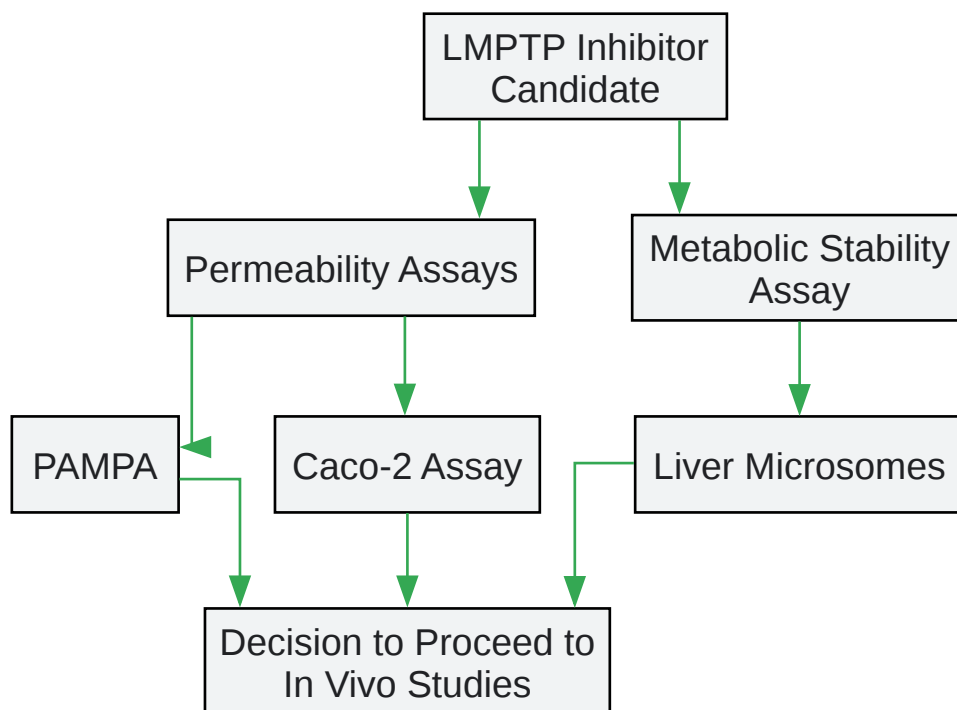 LMPTP Inhibitor
Candidate
Permeability Assays
Metabolic Stability
Assay
PAMPA
Caco-2 Assay
Liver Microsomes
Decision to Proceed to
In Vivo Studies